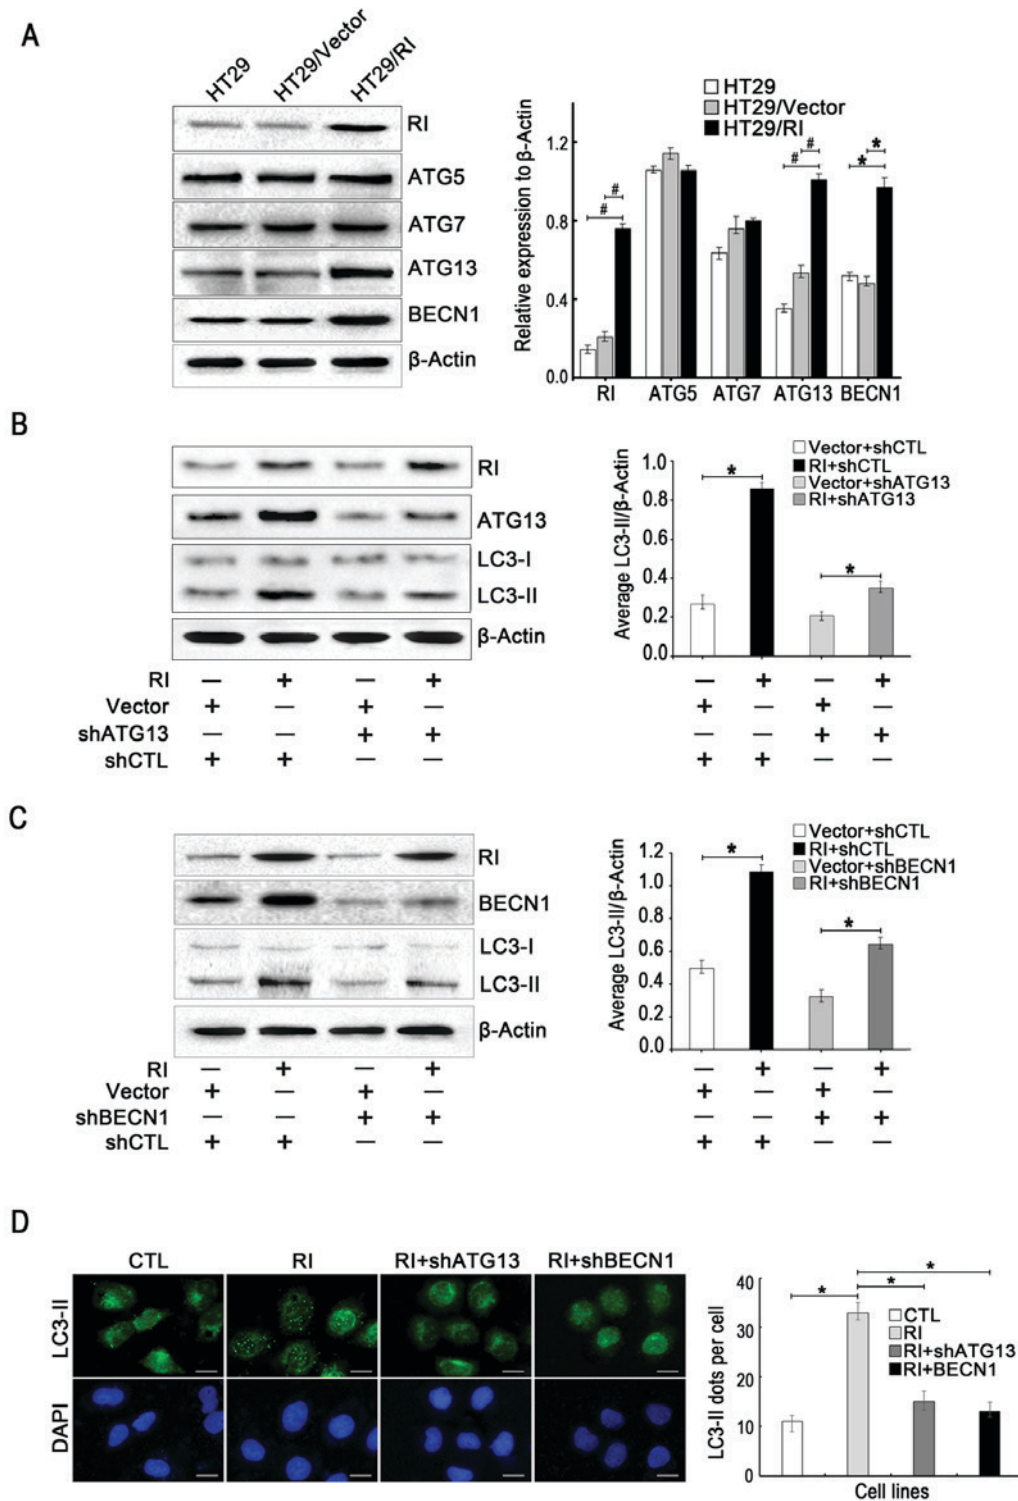 A
HT29
HT29/Vector
HT29/RI
RI
ATG5
ATG7
ATG13
BECN1
β-Actin
HT29
HT29/Vector
HT29/RI
Relative expression to β-Actin
1.2
0.8
0.4
0.0
# # # # * *
RI ATG5 ATG7 ATG13 BECN1
B
RI
ATG13
LC3-I
LC3-II
β-Actin
RI — + — +
Vector + — + —
shATG13 — — + +
shCTL + + — —
Vector+shCTL
RI+shCTL
Vector+shATG13
RI+shATG13
Average LC3-II/β-Actin
1.0
0.8
0.6
0.4
0.2
0.0
* *
— + — +
+ — + —
— — + +
+ + — —
C
RI
BECN1
LC3-I
LC3-II
β-Actin
RI — + — +
Vector + — + —
shBECN1 — — + +
shCTL + + — —
Vector+shCTL
RI+shCTL
Vector+shBECN1
RI+shBECN1
Average LC3-II/β-Actin
1.2
1.0
0.8
0.6
0.4
0.2
0.0
* *
— + — +
+ — + —
— — + +
+ + — —
D
CTL RI RI+shATG13 RI+shBECN1
LC3-II
DAPI
LC3-II dots per cell
40
30
20
10
0
* * *
CTL
RI
RI+shATG13
RI+BECN1
Cell lines